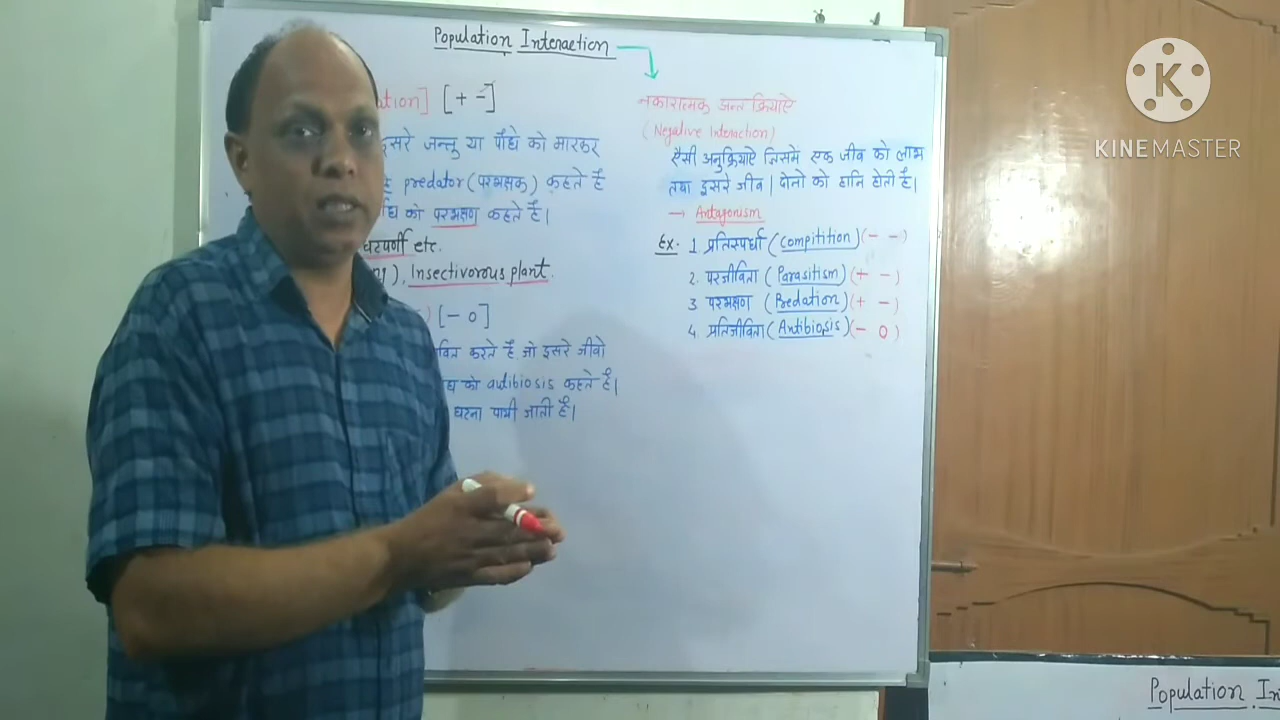 Population Interaction
ation] [+ -]
दूसरे जन्तु या पौधे को मारकर
predator (परभक्षक) कहते है
को परभक्षण कहते है।
घटपर्णी etc.
Insectivorous plant.
[- 0]
करते है जो दूसरे जीवो
को antibiosis कहते है।
घटना पायी जाती है।
नकारात्मक अन्त क्रियाऐ
(Negative Interaction)
ऐसी अनुक्रियाऐ जिसमे एक जीव को लाभ
तथा दूसरे जीव। दोनो को हानि होती है।
→ Antagonism
Ex. 1 प्रतिस्पर्धा (Compitition) (- -)
2. परजीविता (Parasitism) (+ -)
3 परभक्षण (Predation) (+ -)
4. प्रतिजीविता (Antibiosis) (- 0)
K
KINEMASTER
Population In